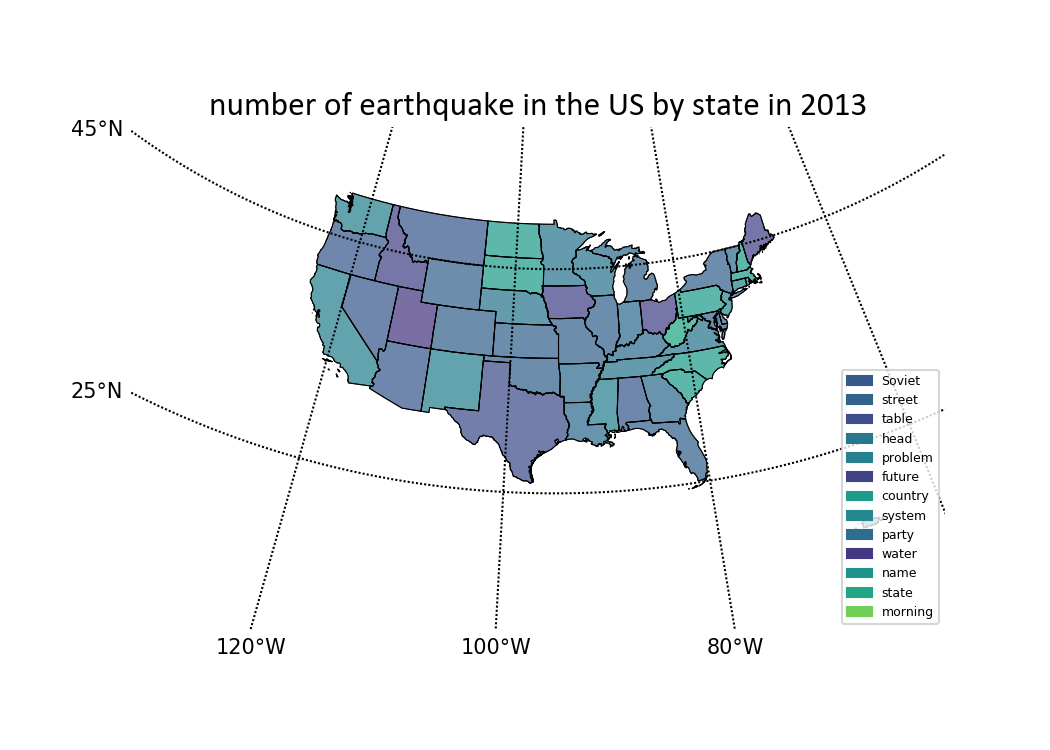 number of earthquake in the US by state in 2013
45°N
25°N
120°W
100°W
80°W
Soviet
street
table
head
problem
future
country
system
party
water
name
state
morning